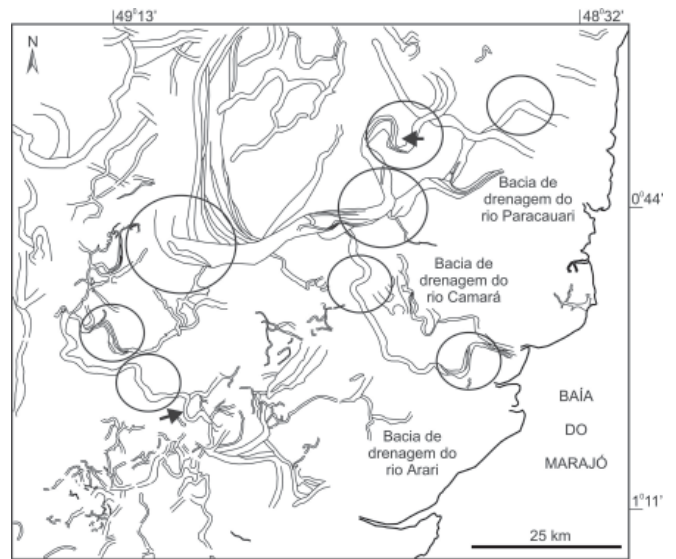 49°13'
48°32'
N
Bacia de
drenagem do
rio Paracauari
0°44'
Bacia de
drenagem do
rio Camará
BAÍA
DO
MARAJÓ
Bacia de
drenagem do
rio Arari
1°11'
25 km